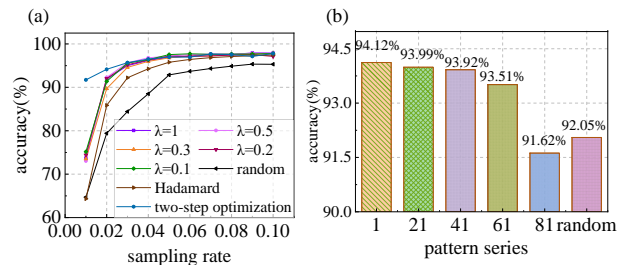 (a)
accuracy(%)
100
90
80
70
60
0.00 0.02 0.04 0.06 0.08 0.10
sampling rate
λ=1
λ=0.5
λ=0.3
λ=0.2
λ=0.1
random
Hadamard
two-step optimization
(b)
accuracy(%)
94.5
93.0
91.5
90.0
94.12%
93.99%
93.92%
93.51%
91.62%
92.05%
1 21 41 61 81 random
pattern series